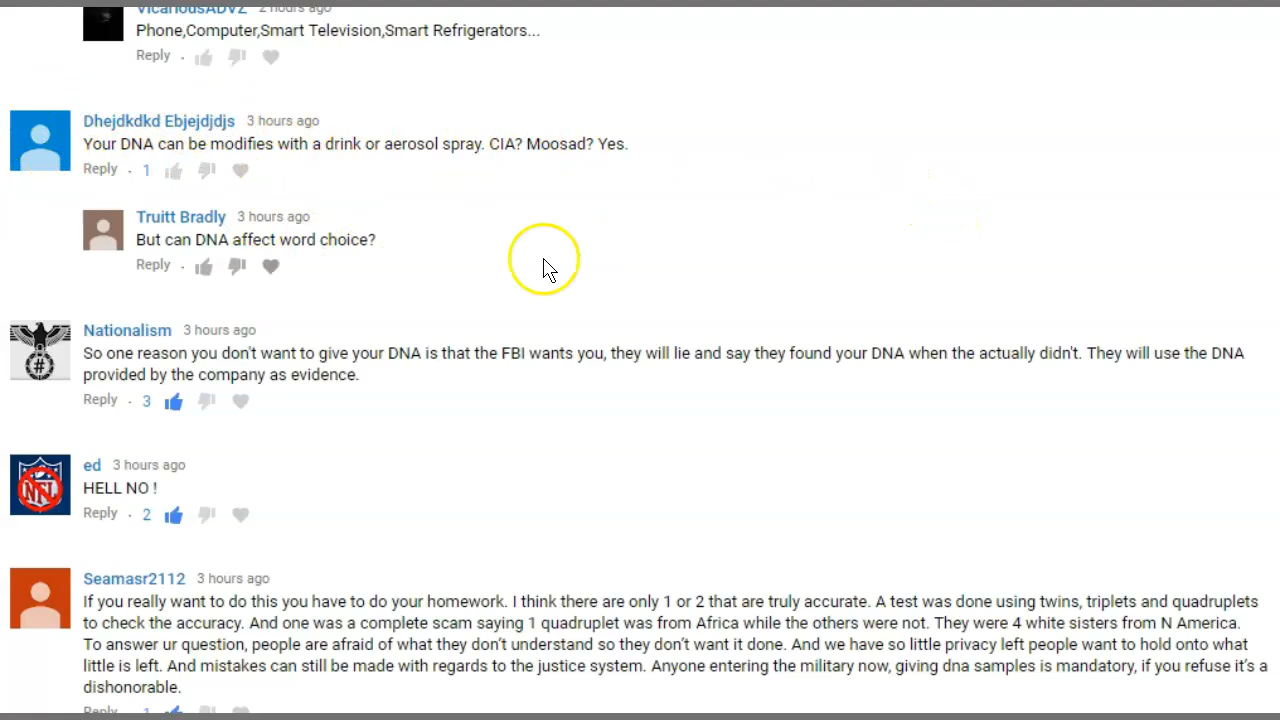 VicariousADVZ 2 hours ago
Phone,Computer,Smart Television,Smart Refrigerators...
Reply .
Dhejdkdkd Ebjejdjdjs 3 hours ago
Your DNA can be modifies with a drink or aerosol spray. CIA? Moosad? Yes.
Reply . 1
Truitt Bradly 3 hours ago
But can DNA affect word choice?
Reply .
Nationalism 3 hours ago
So one reason you don't want to give your DNA is that the FBI wants you, they will lie and say they found your DNA when the actually didn't. They will use the DNA
provided by the company as evidence.
Reply . 3
#
ed 3 hours ago
HELL NO !
Reply . 2
NFL
Seamasr2112 3 hours ago
If you really want to do this you have to do your homework. I think there are only 1 or 2 that are truly accurate. A test was done using twins, triplets and quadruplets
to check the accuracy. And one was a complete scam saying 1 quadruplet was from Africa while the others were not. They were 4 white sisters from N America.
To answer ur question, people are afraid of what they don't understand so they don't want it done. And we have so little privacy left people want to hold onto what
little is left. And mistakes can still be made with regards to the justice system. Anyone entering the military now, giving dna samples is mandatory, if you refuse it's a
dishonorable.
Reply . 1